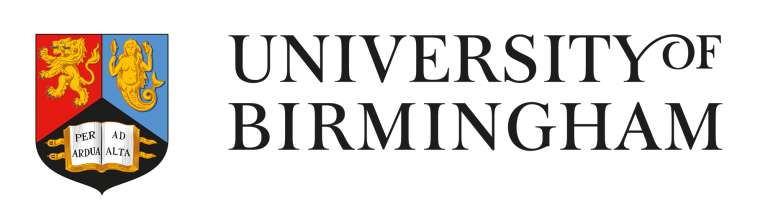 PER AD
ARDUA ALTA
UNIVERSITY OF
BIRMINGHAM